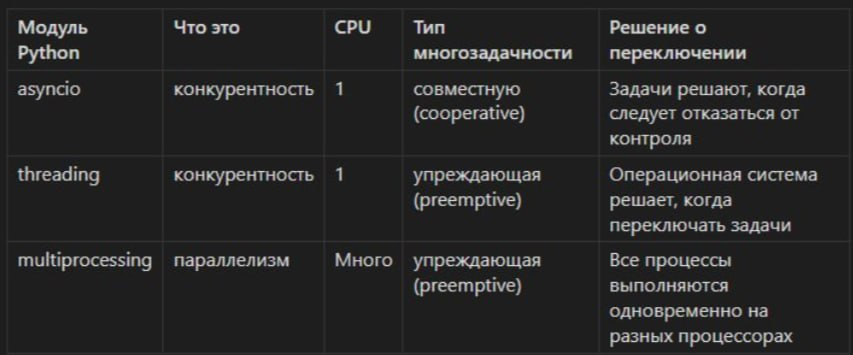 Модуль Python
Что это
CPU
Тип многозадачности
Решение о переключении
asyncio
конкурентность
1
совместную (cooperative)
Задачи решают, когда следует отказаться от контроля
threading
конкурентность
1
упреждающая (preemptive)
Операционная система решает, когда переключать задачи
multiprocessing
параллелизм
Много
упреждающая (preemptive)
Все процессы выполняются одновременно на разных процессорах